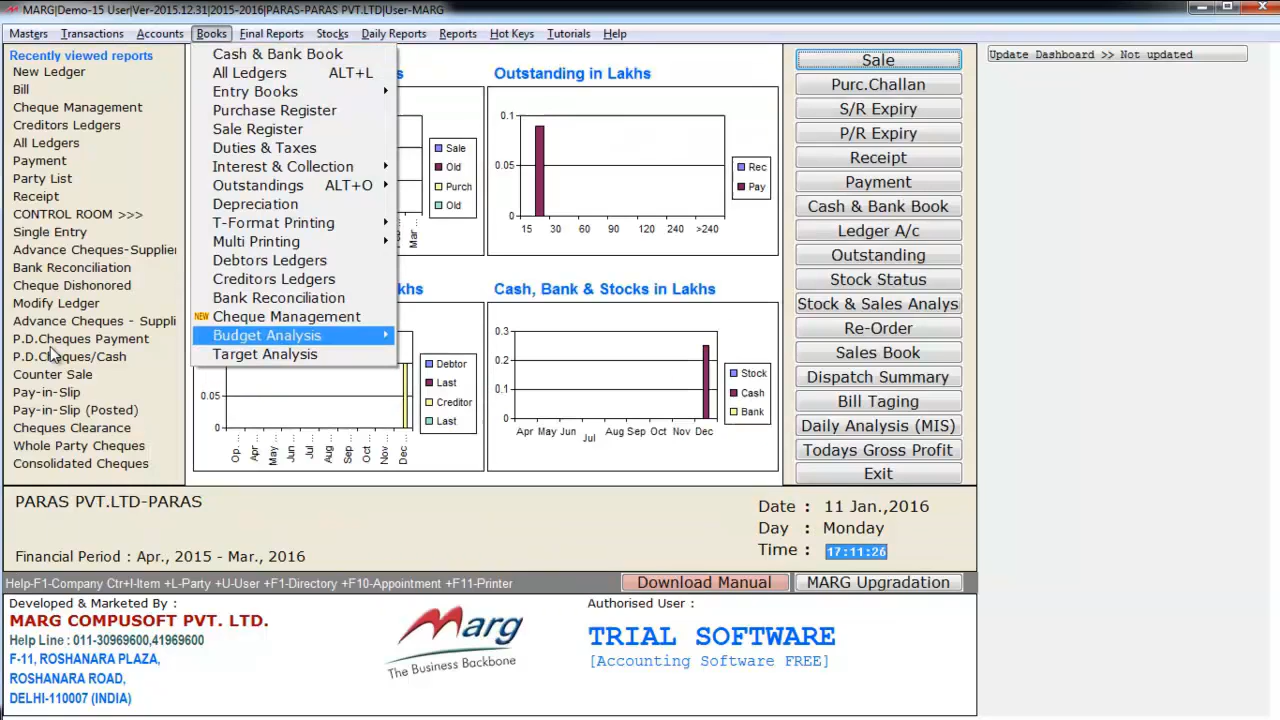 MARG|Demo-15 User|Ver-2015.12.31|2015-2016|PARAS-PARAS PVT.LTD|User-MARG
Masters Transactions Accounts Books Final Reports Stocks Daily Reports Reports Hot Keys Tutorials Help
Recently viewed reports
New Ledger
Bill
Cheque Management
Creditors Ledgers
All Ledgers
Payment
Party List
Receipt
CONTROL ROOM >>>
Single Entry
Advance Cheques-Supplier
Bank Reconciliation
Cheque Dishonored
Modify Ledger
Advance Cheques - Suppli
P.D.Cheques Payment
P.D.Cheques/Cash
Counter Sale
Pay-in-Slip
Pay-in-Slip (Posted)
Cheques Clearance
Whole Party Cheques
Consolidated Cheques
Cash & Bank Book
All Ledgers ALT+L
Entry Books
Purchase Register
Sale Register
Duties & Taxes
Interest & Collection
Outstandings ALT+O
Depreciation
T-Format Printing
Multi Printing
Debtors Ledgers
Creditors Ledgers
Bank Reconciliation
NEW Cheque Management
Budget Analysis
Target Analysis
s
Sale
Old
Purch
Old
Mar ...
Outstanding in Lakhs
0.1
0.05
0
15 30 60 90 120 240 >240
Rec
Pay
khs
0.05
0
Op. ... Apr ... May ... Jun ... Jul ... Aug ... Sep ... Oct ... Nov ... Dec ...
Debtor
Last
Creditor
Last
Cash, Bank & Stocks in Lakhs
0.3
0.2
0.1
0
Apr May Jun Jul Aug Sep Oct Nov Dec
Stock
Cash
Bank
Sale
Purc.Challan
S/R Expiry
P/R Expiry
Receipt
Payment
Cash & Bank Book
Ledger A/c
Outstanding
Stock Status
Stock & Sales Analys
Re-Order
Sales Book
Dispatch Summary
Bill Taging
Daily Analysis (MIS)
Todays Gross Profit
Exit
Update Dashboard >> Not updated
PARAS PVT.LTD-PARAS
Financial Period : Apr., 2015 - Mar., 2016
Date : 11 Jan.,2016
Day : Monday
Time : 17:11:26
Help-F1-Company Ctr+I-Item +L-Party +U-User +F1-Directory +F10-Appointment +F11-Printer
Download Manual
MARG Upgradation
Developed & Marketed By :
MARG COMPUSOFT PVT. LTD.
Help Line : 011-30969600,41969600
F-11, ROSHANARA PLAZA,
ROSHANARA ROAD,
DELHI-110007 (INDIA)
Marg
The Business Backbone
Authorised User :
TRIAL SOFTWARE
[Accounting Software FREE]